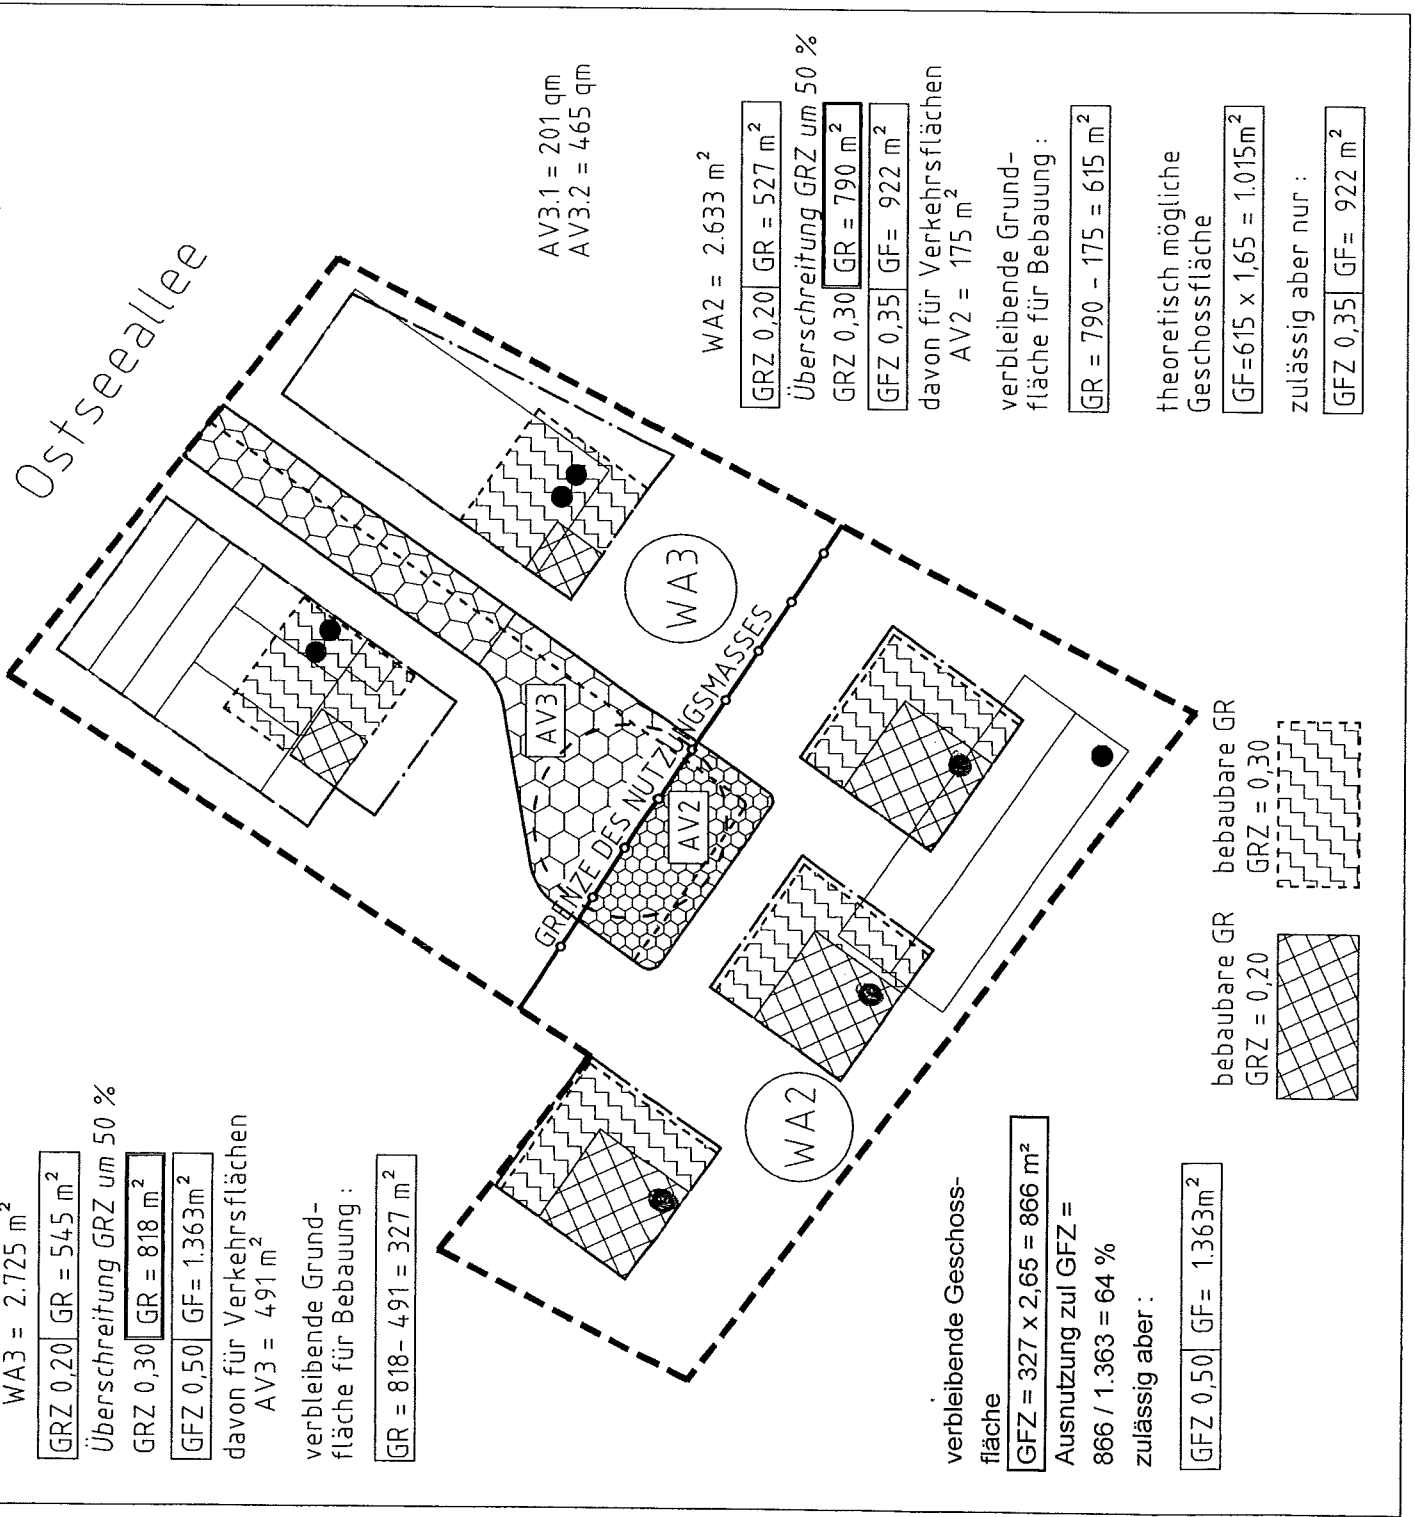 WA3 = 2.725 m²
GRZ 0,20 GR = 545 m²
Überschreitung GRZ um 50 %
GRZ 0,30 GR = 818 m²
GFZ 0,50 GF= 1.363m²
davon für Verkehrsflächen
AV3 = 491 m²
verbleibende Grund-
fläche für Bebauung :
GR = 818- 491 = 327 m²
verbleibende Geschoss-
fläche
GFZ = 327 x 2,65 = 866 m²
Ausnutzung zul GFZ =
866 / 1.363 = 64 %
zulässig aber :
GFZ 0,50 GF= 1.363m²
Ostseeallee
AV3
WA3
GRENZE DES NUTZUNGSMASSES
AV2
WA2
bebaubare GR
GRZ = 0,20
bebaubare GR
GRZ = 0,30
AV3.1 = 201 qm
AV3.2 = 465 qm
WA2 = 2.633 m²
GRZ 0,20 GR = 527 m²
Überschreitung GRZ um 50 %
GRZ 0,30 GR = 790 m²
GFZ 0,35 GF= 922 m²
davon für Verkehrsflächen
AV2 = 175 m²
verbleibende Grund-
fläche für Bebauung :
GR = 790 - 175 = 615 m²
theoretisch mögliche
Geschossfläche
GF=615 x 1,65 = 1.015m²
zulässig aber nur :
GFZ 0,35 GF= 922 m²